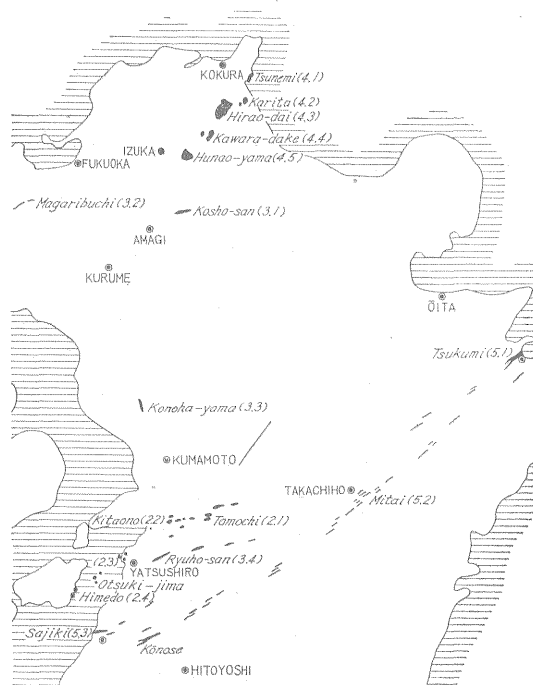 KOKURA
Tsunemi(4,1)
Karita(4,2)
Hirao-dai(4,3)
Kawara-dake(4,4)
IZUKA
Hunao-yama(4,5)
FUKUOKA
Magaribuchi(3,2)
Kosho-san(3,1)
AMAGI
KURUME
ŌITA
Tsukumi(5,1)
Konoka-yama(3,3)
KUMAMOTO
TAKACHIHO
Mitai(5,2)
Kitaono(2,2)
Tomochi(2,1)
(2,3)
Ryuho-san(3,4)
YATSUSHIRO
Otsuki-jima
Himedo(2,4)
Sajiki(5,3)
Kōnose
HITOYOSHI